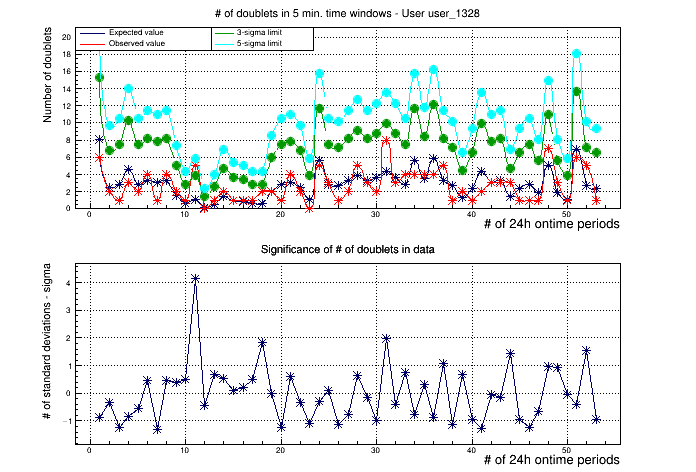 # of doublets in 5 min. time windows - User user_1328
Number of doublets
Expected value
Observed value
3-sigma limit
5-sigma limit
20
18
16
14
12
10
8
6
4
2
0
0 10 20 30 40 50
# of 24h ontime periods
Significance of # of doublets in data
# of standard deviations - sigma
4
3
2
1
0
−1
0 10 20 30 40 50
# of 24h ontime periods